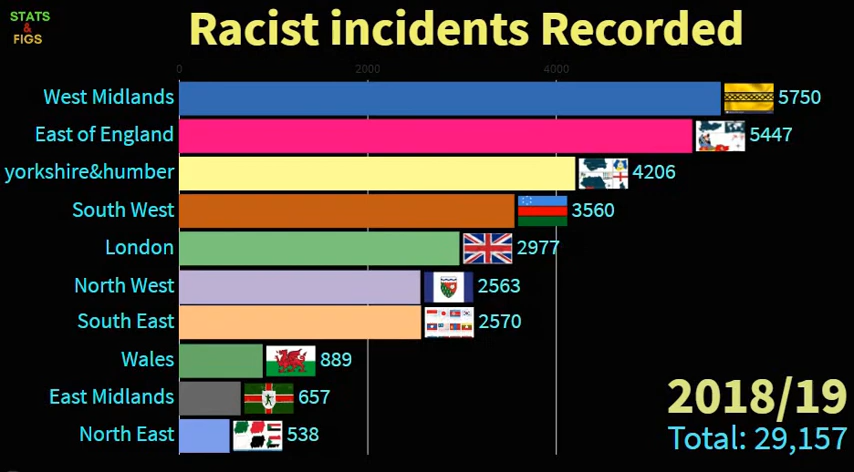 STATS
&
FIGS
Racist incidents Recorded
0 2000 4000
West Midlands 5750
East of England 5447
yorkshire&humber 4206
South West 3560
London 2977
North West 2563
South East 2570
Wales 889
East Midlands 657
North East 538
2018/19
Total: 29,157